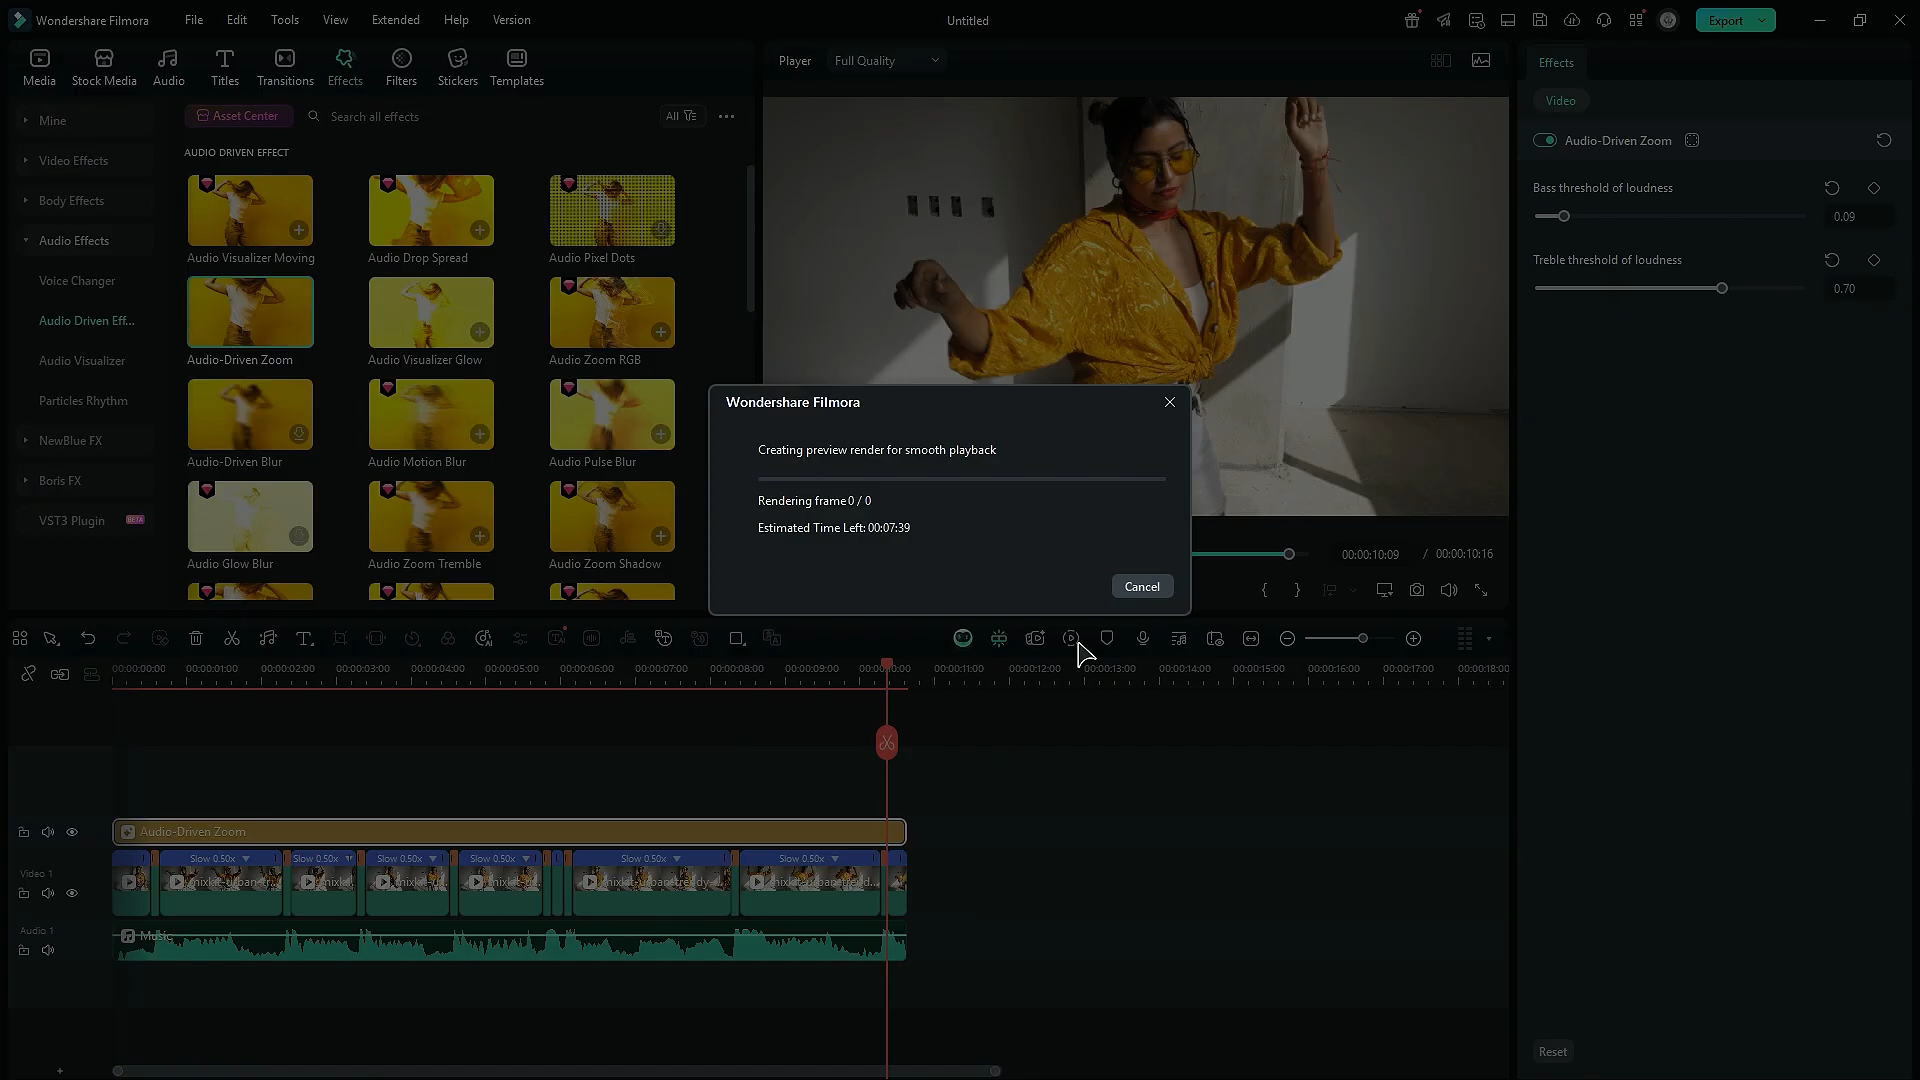 Wondershare Filmora
File
Edit
Tools
View
Extended
Help
Version
Untitled
Export
Media
Stock Media
Audio
Titles
Transitions
Effects
Filters
Stickers
Templates
Player
Full Quality
Effects
Video
Mine
Video Effects
Body Effects
Audio Effects
Voice Changer
Audio Driven Eff...
Audio Visualizer
Particles Rhythm
NewBlue FX
Boris FX
VST3 Plugin
BETA
Asset Center
Search all effects
All
AUDIO DRIVEN EFFECT
Audio Visualizer Moving
Audio Drop Spread
Audio Pixel Dots
Audio-Driven Zoom
Audio Visualizer Glow
Audio Zoom RGB
Audio-Driven Blur
Audio Motion Blur
Audio Pulse Blur
Audio Glow Blur
Audio Zoom Tremble
Audio Zoom Shadow
Audio-Driven Zoom
Bass threshold of loudness
0.09
Treble threshold of loudness
0.70
Reset
Wondershare Filmora
Creating preview render for smooth playback
Rendering frame 0 / 0
Estimated Time Left: 00:07:39
Cancel
00:00:10:09 / 00:00:10:16
00:00:00:00
00:00:01:00
00:00:02:00
00:00:03:00
00:00:04:00
00:00:05:00
00:00:06:00
00:00:07:00
00:00:08:00
00:00:09:00
00:00:11:00
00:00:12:00
00:00:13:00
00:00:14:00
00:00:15:00
00:00:16:00
00:00:17:00
00:00:18:00
Audio-Driven Zoom
Video 1
Slow 0.50x
Slow 0.50x
Slow 0.50x
Slow 0.50x
Slow 0.50x
Slow 0.50x
mixkit-urban-tr...
mixkit-urban-trendy-...
mixkit-urban-trend...
Audio 1
Music